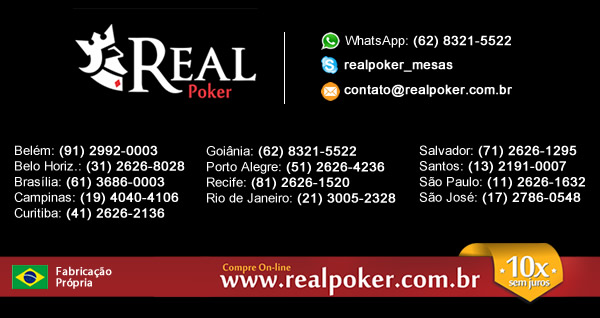 REAL
Poker
WhatsApp: (62) 8321-5522
realpoker_mesas
contato@realpoker.com.br
Belém: (91) 2992-0003
Belo Horiz.: (31) 2626-8028
Brasília: (61) 3686-0003
Campinas: (19) 4040-4106
Curitiba: (41) 2626-2136
Goiânia: (62) 8321-5522
Porto Alegre: (51) 2626-4236
Recife: (81) 2626-1520
Rio de Janeiro: (21) 3005-2328
Salvador: (71) 2626-1295
Santos: (13) 2191-0007
São Paulo: (11) 2626-1632
São José: (17) 2786-0548
Fabricação
Própria
Compre On-line
www.realpoker.com.br
10x
sem juros